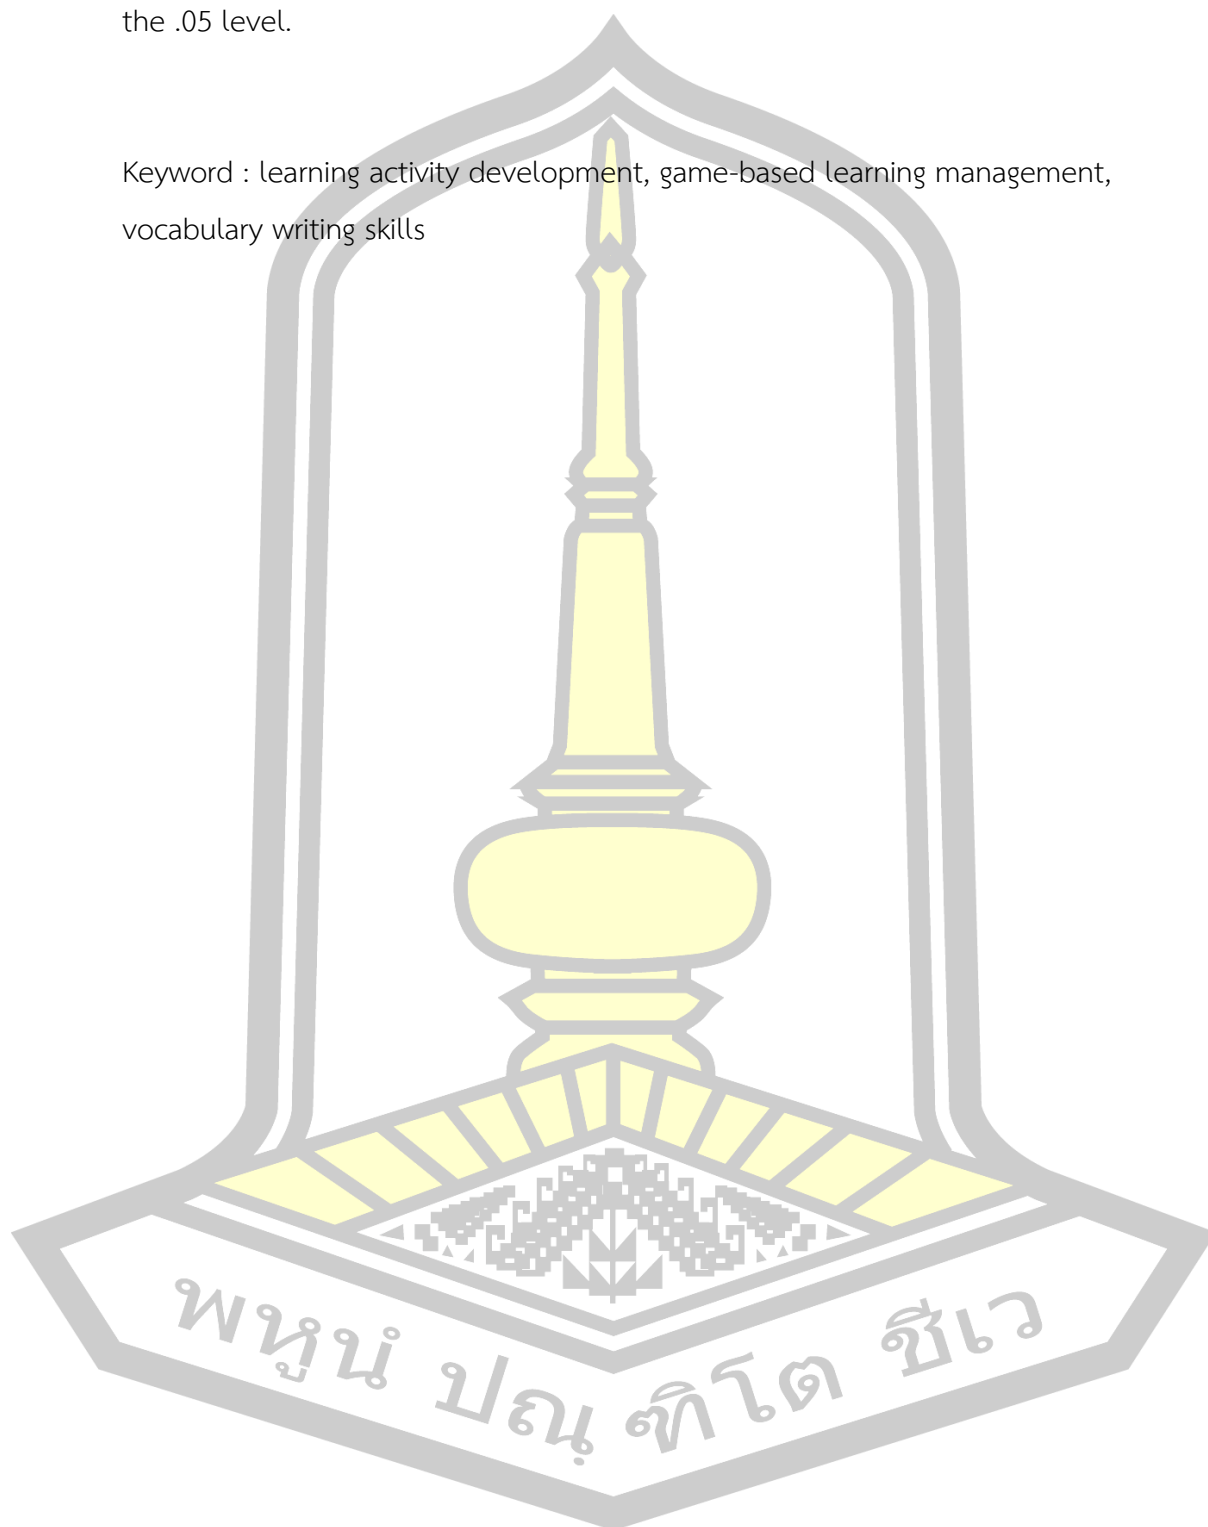 the .05 level.
Keyword : learning activity development, game-based learning management,
vocabulary writing skills
พหูนํ ปณฺฑิโต ชีเว